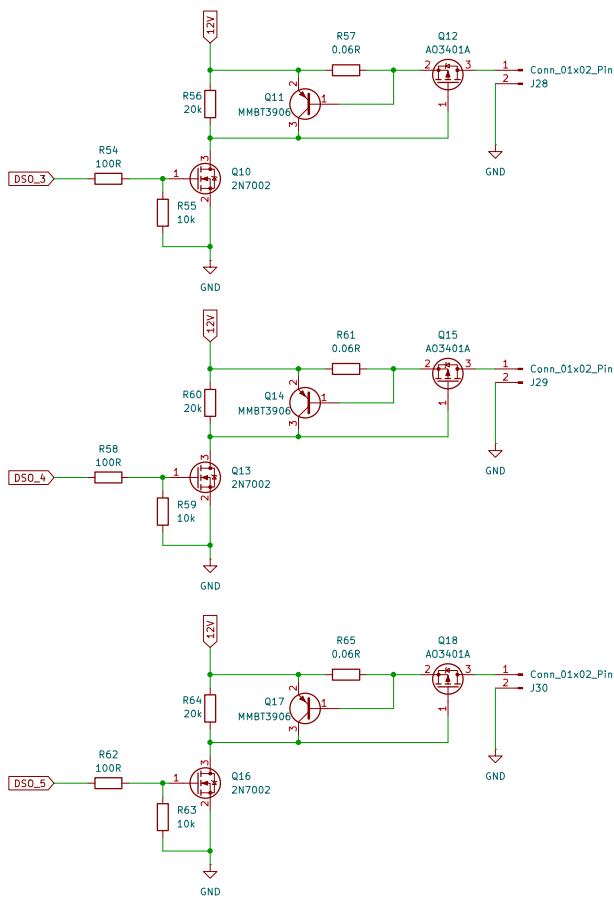 12V
R57
0.06R
Q12
AO3401A
2
3
1
Conn_01x02_Pin
2
J28
R56
20k
Q11
MMBT3906
2
1
3
1
GND
R54
100R
DSO_3
1
3
Q10
2N7002
2
R55
10k
GND
12V
R61
0.06R
Q15
AO3401A
2
3
1
Conn_01x02_Pin
2
J29
R60
20k
Q14
MMBT3906
2
1
3
1
GND
R58
100R
DSO_4
1
3
Q13
2N7002
2
R59
10k
GND
12V
R65
0.06R
Q18
AO3401A
2
3
1
Conn_01x02_Pin
2
J30
R64
20k
Q17
MMBT3906
2
1
3
1
GND
R62
100R
DSO_5
1
3
Q16
2N7002
2
R63
10k
GND